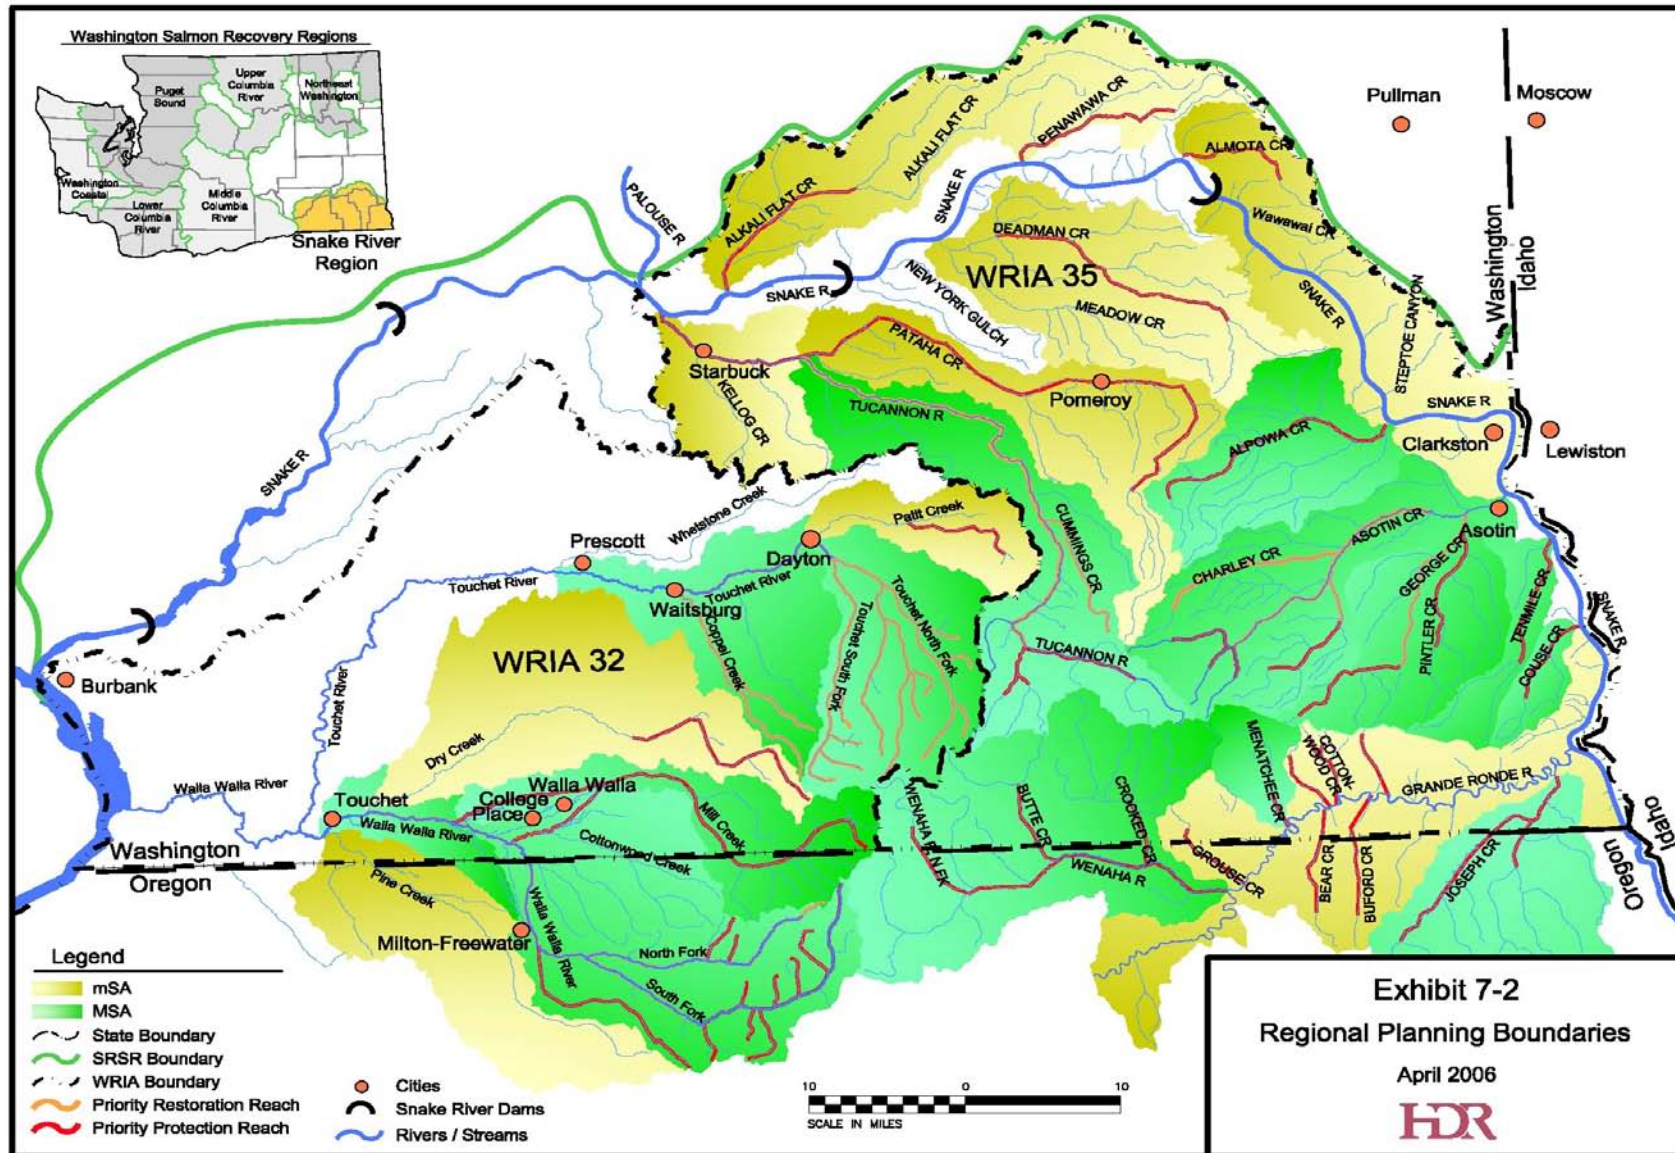 Washington Salmon Recovery Regions
Puget
Sound
Upper
Columbia
River
Northeast
Washington
Washington
Coastal
Lower
Columbia
River
Middle
Columbia
River
Snake River
Region
Pullman
Moscow
Washington
Idaho
PALOUSE R
ALKALI FLAT CR
ALKALI FLAT CR
PENAWAWA CR
ALMOTA CR
Wawawai CR
SNAKE R
SNAKE R
SNAKE R
DEADMAN CR
WRIA 35
NEW YORK GULCH
MEADOW CR
STEPTOE CANYON
PATAHA CR
Starbuck
KELLOG CR
TUCANNON R
Pomeroy
SNAKE R
Clarkston
Lewiston
ALPOWA CR
SNAKE R
Whetstone Creek
Patit Creek
Prescott
Dayton
Touchet River
Touchet River
Waitsburg
Coppei Creek
Touchet South Fork
Touchet North Fork
CUMMINGS CR
ASOTIN CR
Asotin
CHARLEY CR
GEORGE CR
PINTLER CR
TENMILE CR
COUSE CR
SNAKE R
TUCANNON R
WRIA 32
Burbank
Touchet River
Dry Creek
Walla Walla River
Walla Walla
College
Place
Touchet
Walla Walla River
Mill Creek
Cottonwood Creek
WENAHA R N FK
BUTTE CR
CROOKED CR
MENATCHEE CR
COTTON-
WOOD CR
GRANDE RONDE R
Washington
Oregon
Idaho
Oregon
WENAHA R
GROUSE CR
BEAR CR
BUFORD CR
JOSEPH CR
Pine Creek
Milton-Freewater
Walla Walla River
North Fork
South Fork
Legend
mSA
MSA
State Boundary
SRSR Boundary
WRIA Boundary
Priority Restoration Reach
Priority Protection Reach
Cities
Snake River Dams
Rivers / Streams
10 0 10
SCALE IN MILES
Exhibit 7-2
Regional Planning Boundaries
April 2006
HDR